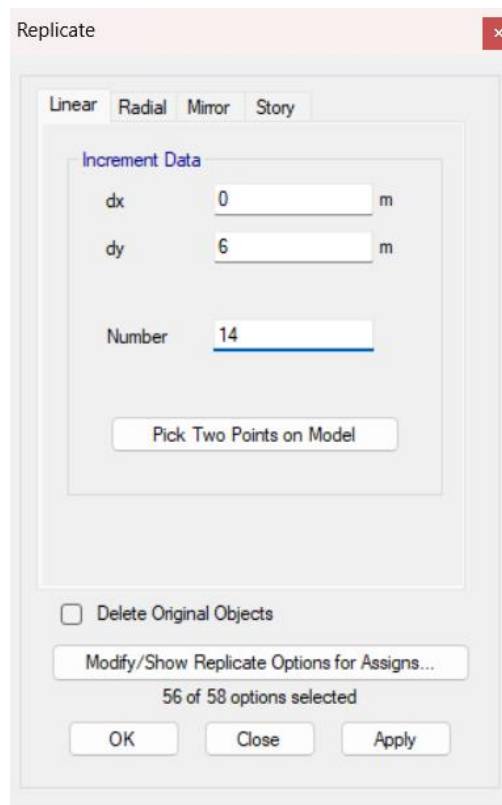 Replicate
Linear Radial Mirror Story
Increment Data
dx 0 m
dy 6 m
Number 14
Pick Two Points on Model
Delete Original Objects
Modify/Show Replicate Options for Assigns...
56 of 58 options selected
OK Close Apply